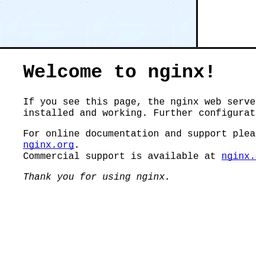 Welcome to nginx!
If you see this page, the nginx web serve
installed and working. Further configurat
For online documentation and support plea
nginx.org.
Commercial support is available at nginx.
Thank you for using nginx.